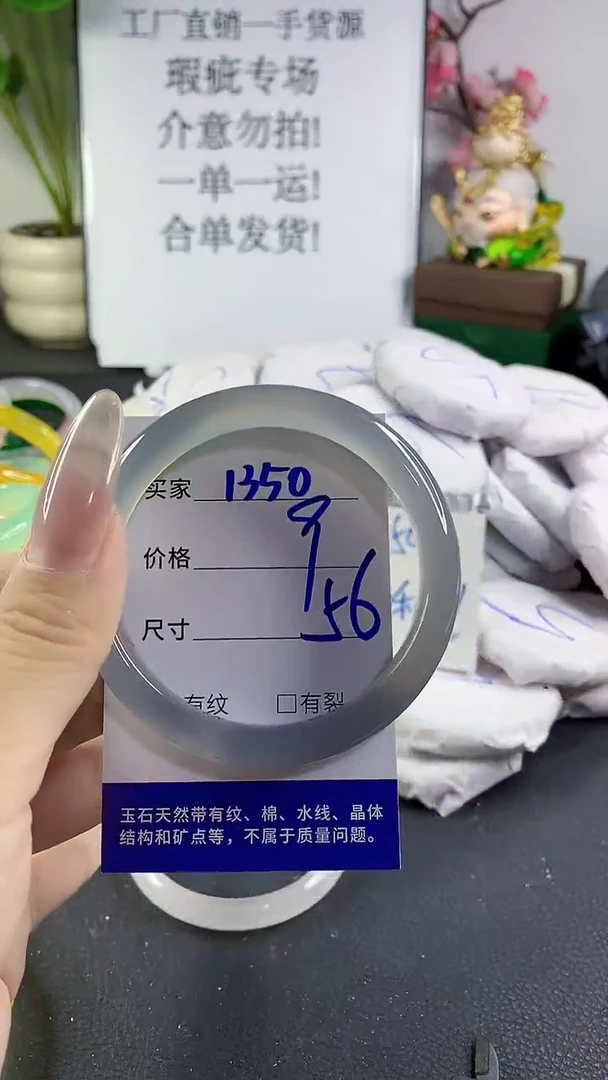 工厂直销一手货源
瑕疵专场
介意勿拍!
一单一运!
合单发货!
买家 1350
价格 9
尺寸 56
有纹 □有裂
玉石天然带有纹、棉、水线、晶体
结构和矿点等，不属于质量问题。